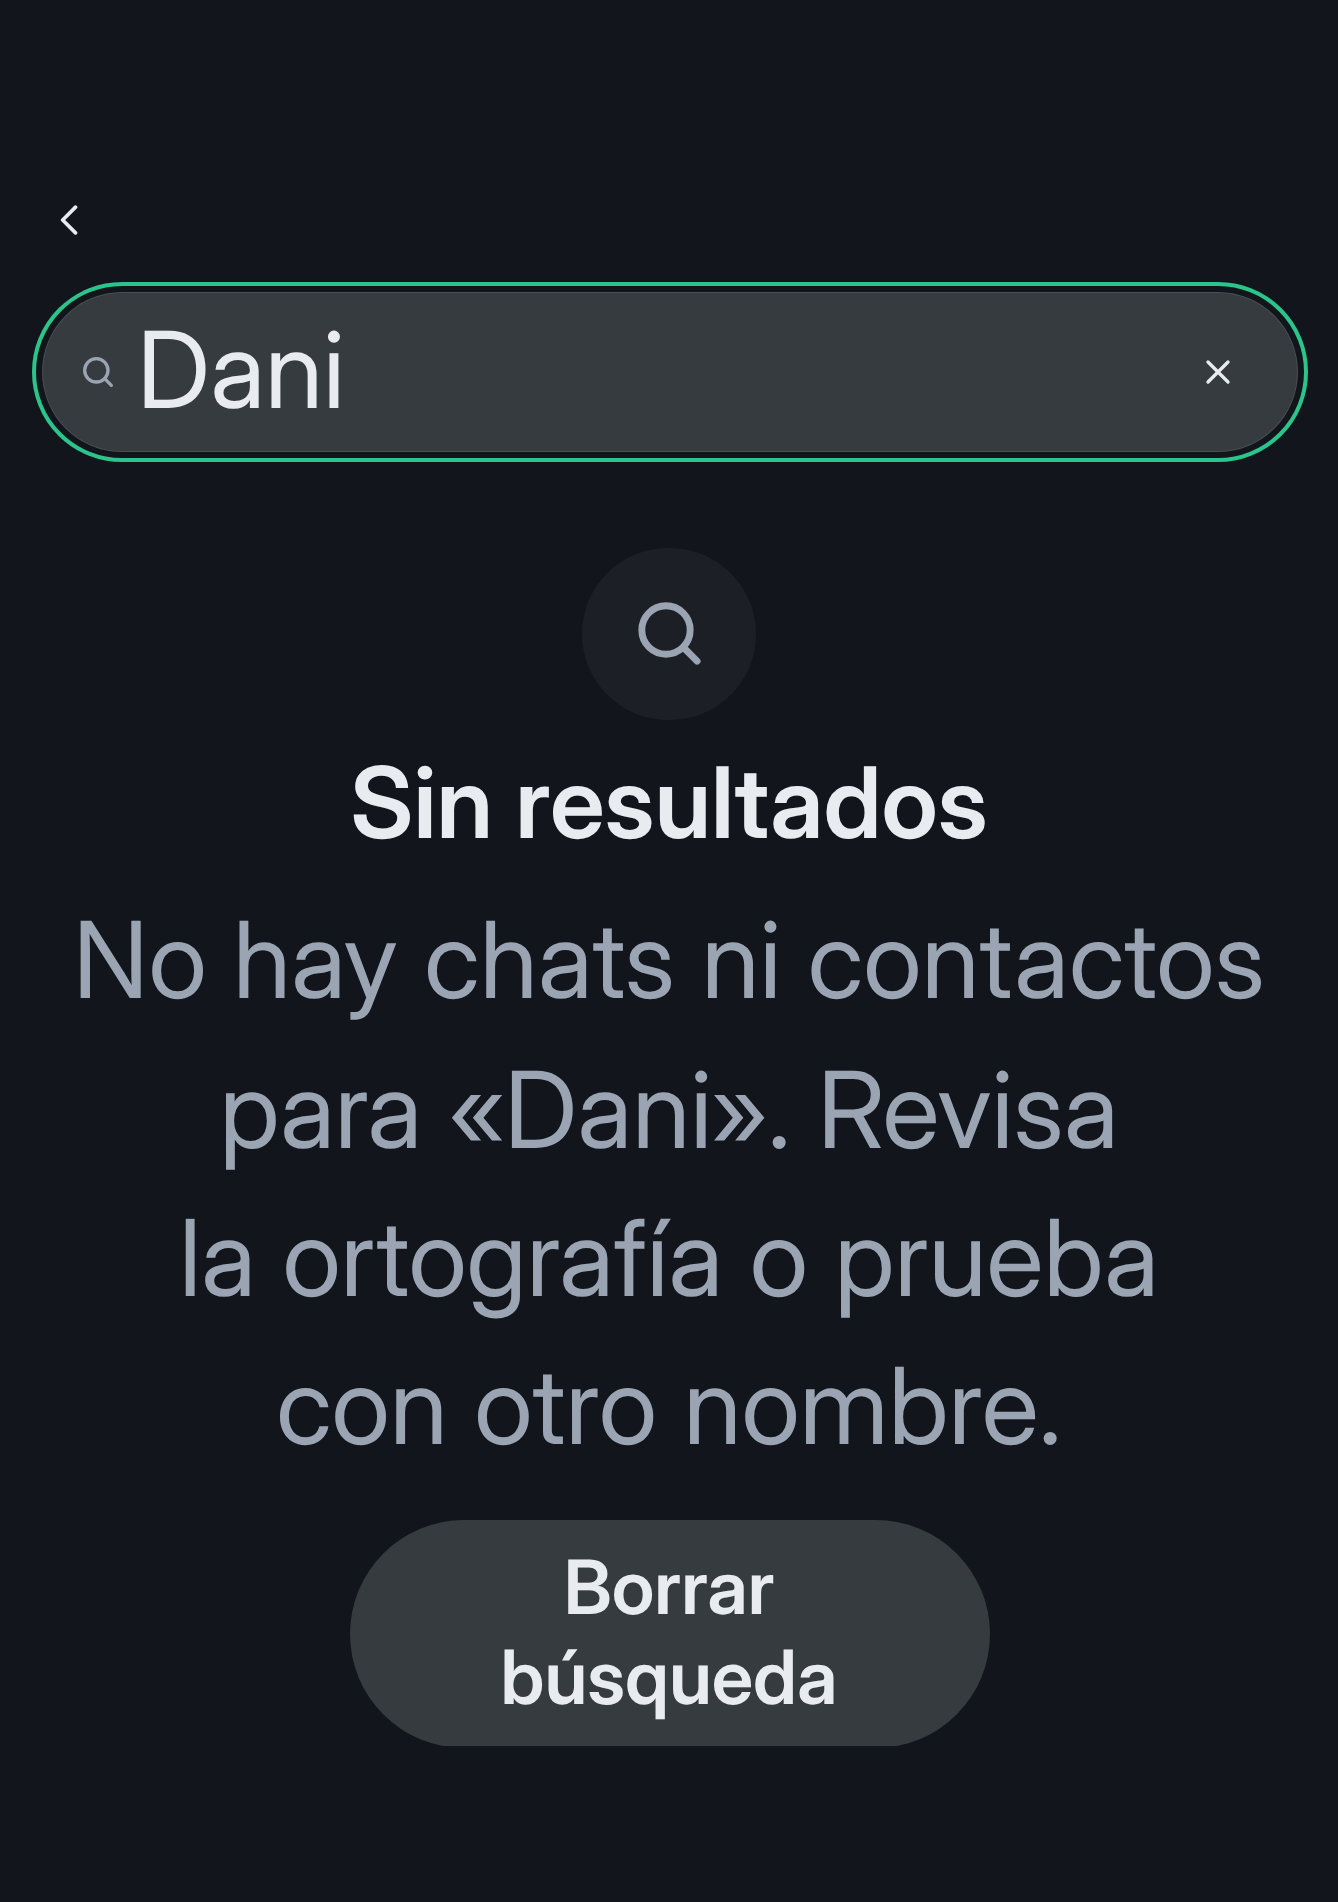 Dani
Sin resultados
No hay chats ni contactos
para «Dani». Revisa
la ortografía o prueba
con otro nombre.
Borrar
búsqueda